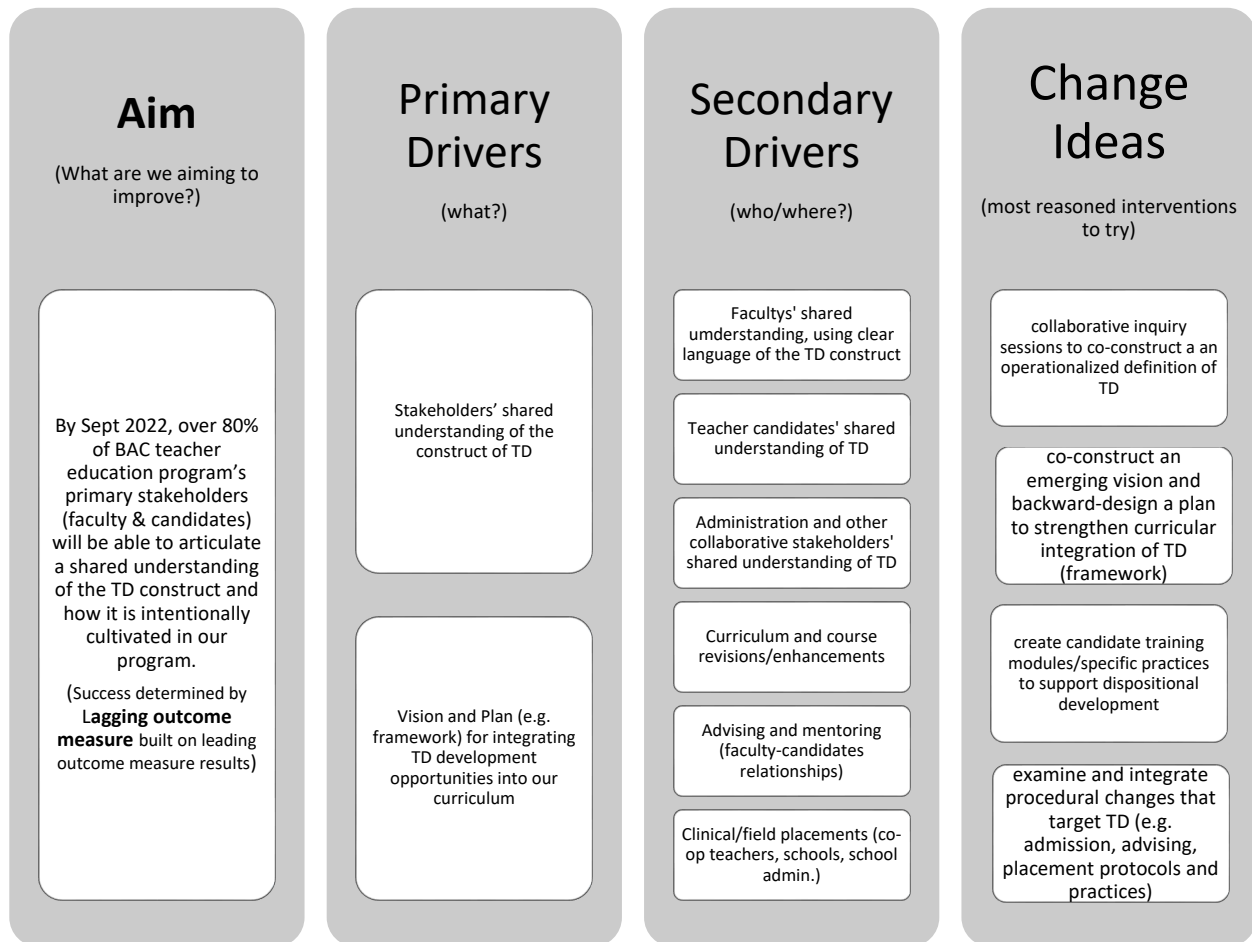 Aim
(What are we aiming to
improve?)
By Sept 2022, over 80%
of BAC teacher
education program’s
primary stakeholders
(faculty & candidates)
will be able to articulate
a shared understanding
of the TD construct and
how it is intentionally
cultivated in our
program.
(Success determined by
Lagging outcome
measure built on leading
outcome measure results)
Primary
Drivers
(what?)
Stakeholders’ shared
understanding of the
construct of TD
Vision and Plan (e.g.
framework) for integrating
TD development
opportunities into our
curriculum
Secondary
Drivers
(who/where?)
Facultys' shared
umderstanding, using clear
language of the TD construct
Teacher candidates' shared
understanding of TD
Administration and other
collaborative stakeholders'
shared understanding of TD
Curriculum and course
revisions/enhancements
Advising and mentoring
(faculty-candidates
relationships)
Clinical/field placements (co-
op teachers, schools, school
admin.)
Change
Ideas
(most reasoned interventions
to try)
collaborative inquiry
sessions to co-construct a an
operationalized definition of
TD
co-construct an
emerging vision and
backward-design a plan
to strengthen curricular
integration of TD
(framework)
create candidate training
modules/specific practices
to support dispositional
development
examine and integrate
procedural changes that
target TD (e.g.
admission, advising,
placement protocols and
practices)